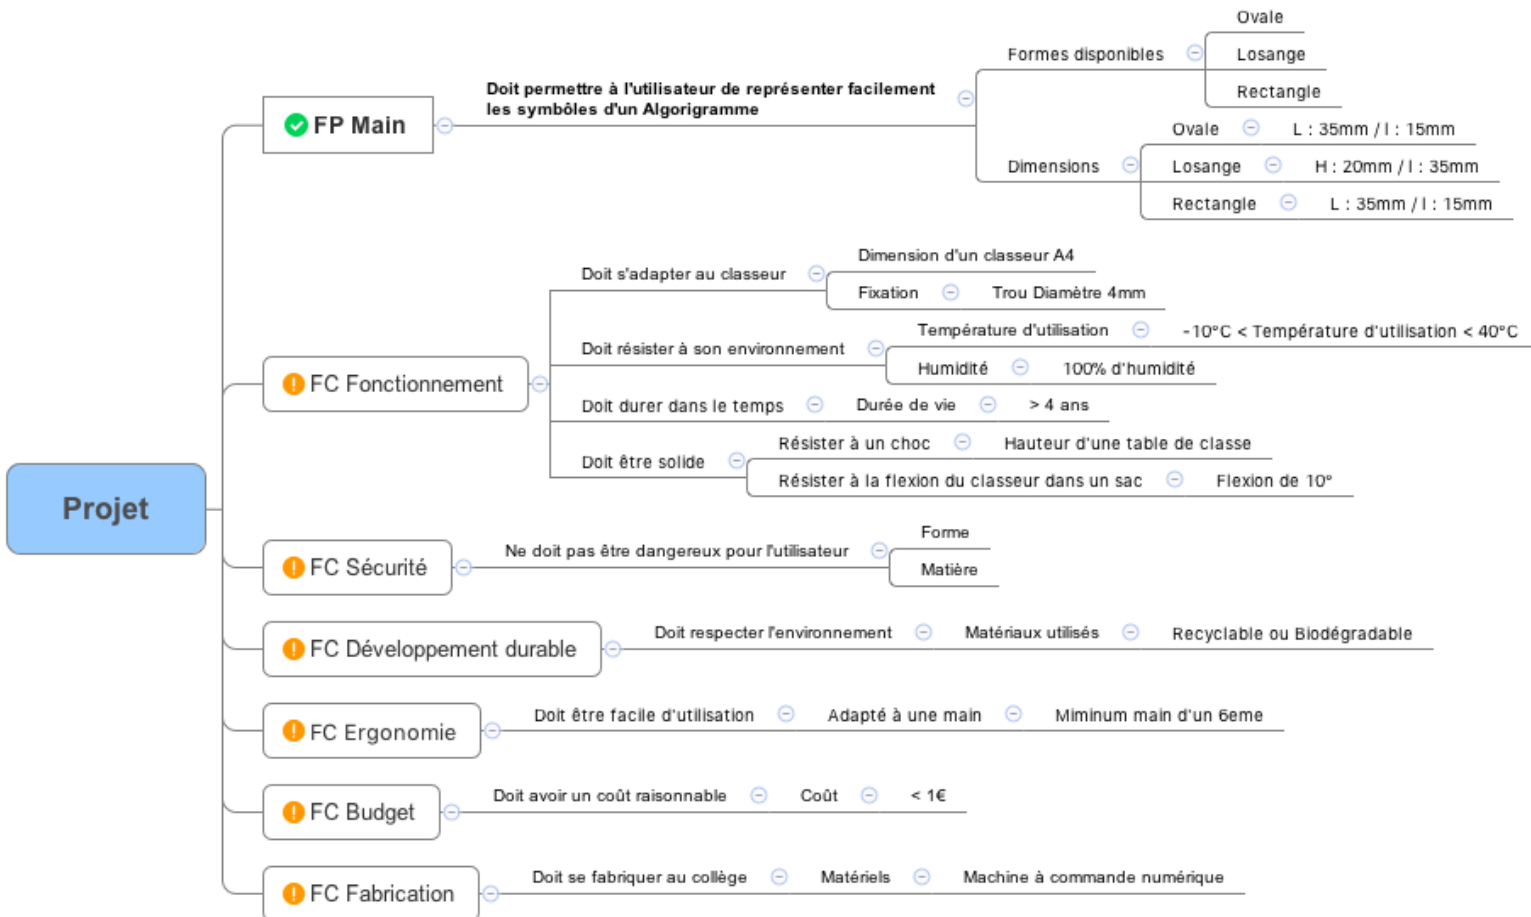 Projet
FP Main
Doit permettre à l'utilisateur de représenter facilement
les symbôles d'un Algorigramme
Formes disponibles
Ovale
Losange
Rectangle
Dimensions
Ovale
L : 35mm / l : 15mm
Losange
H : 20mm / l : 35mm
Rectangle
L : 35mm / l : 15mm
FC Fonctionnement
Doit s'adapter au classeur
Dimension d'un classeur A4
Fixation
Trou Diamètre 4mm
Doit résister à son environnement
Température d'utilisation
-10°C < Température d'utilisation < 40°C
Humidité
100% d'humidité
Doit durer dans le temps
Durée de vie
> 4 ans
Doit être solide
Résister à un choc
Hauteur d'une table de classe
Résister à la flexion du classeur dans un sac
Flexion de 10°
FC Sécurité
Ne doit pas être dangereux pour l'utilisateur
Forme
Matière
FC Développement durable
Doit respecter l'environnement
Matériaux utilisés
Recyclable ou Biodégradable
FC Ergonomie
Doit être facile d'utilisation
Adapté à une main
Miminum main d'un 6eme
FC Budget
Doit avoir un coût raisonnable
Coût
< 1€
FC Fabrication
Doit se fabriquer au collège
Matériels
Machine à commande numérique